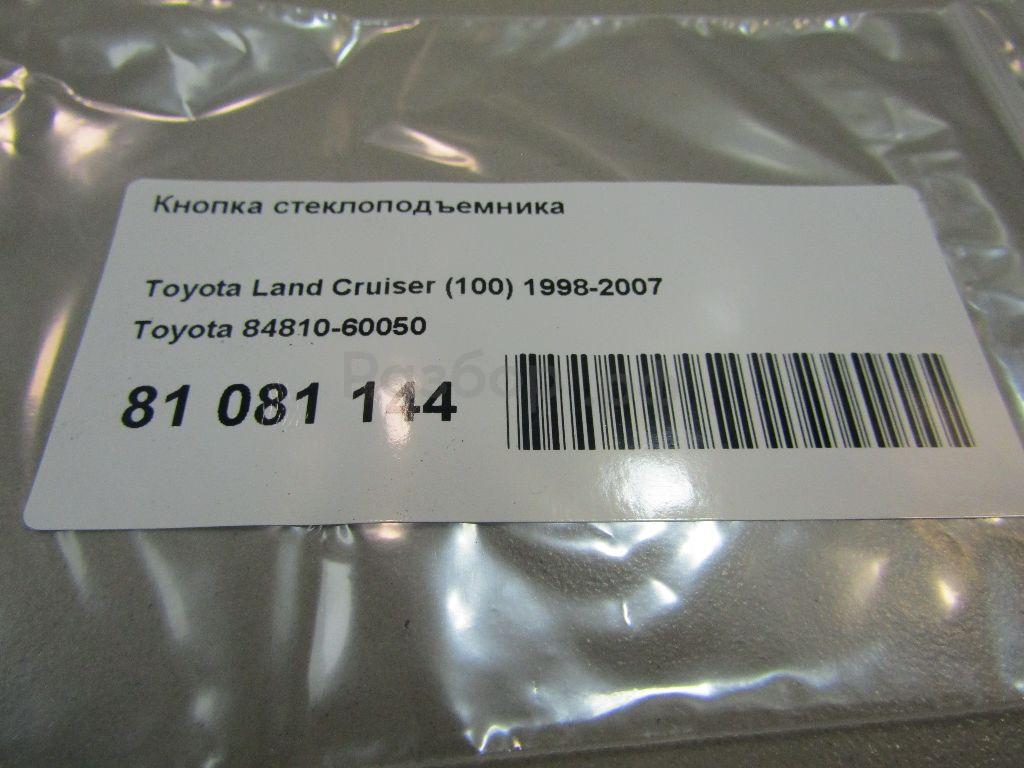 Кнопка стеклоподъемника
Toyota Land Cruiser (100) 1998-2007
Toyota 84810-60050
81 081 144